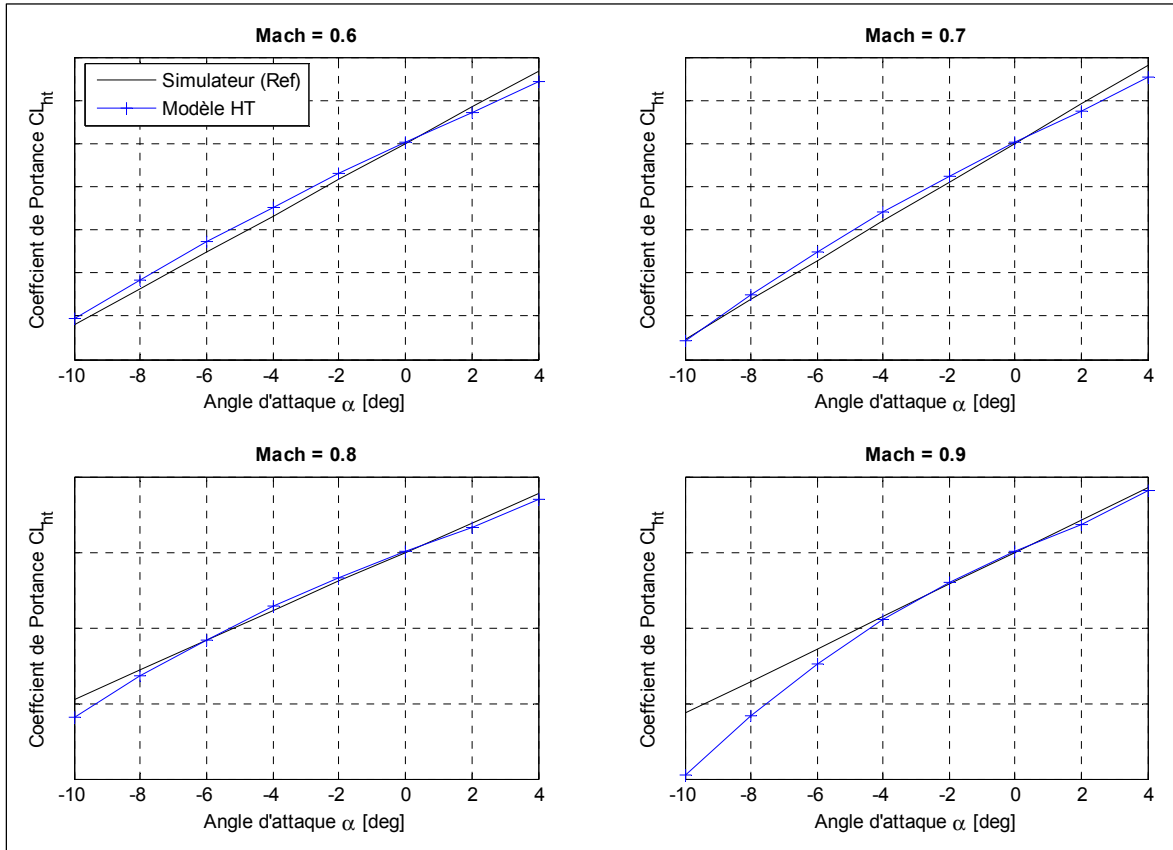 Mach = 0.6
Simulateur (Ref)
Modèle HT
Coeffcient de Portance CL_ht
-10 -8 -6 -4 -2 0 2 4
Angle d'attaque α [deg]
Mach = 0.7
Coeffcient de Portance CL_ht
-10 -8 -6 -4 -2 0 2 4
Angle d'attaque α [deg]
Mach = 0.8
Coeffcient de Portance CL_ht
-10 -8 -6 -4 -2 0 2 4
Angle d'attaque α [deg]
Mach = 0.9
Coeffcient de Portance CL_ht
-10 -8 -6 -4 -2 0 2 4
Angle d'attaque α [deg]